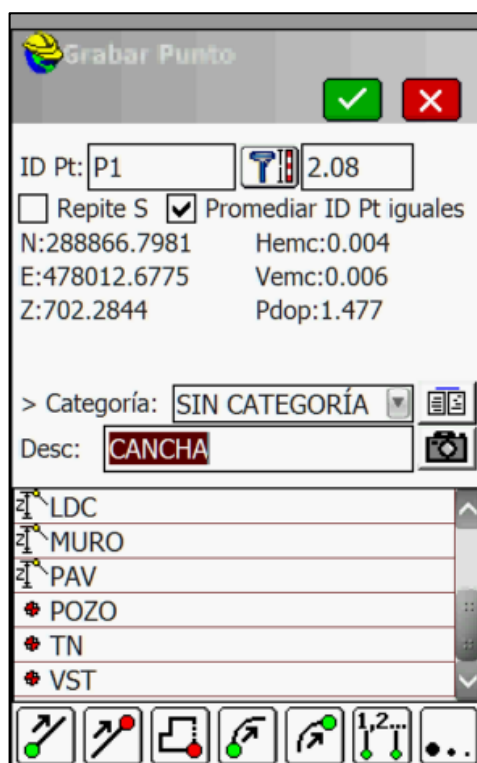 Grabar Punto
ID Pt: P1 2.08
Repite S Promediar ID Pt iguales
N:288866.7981 Hemc:0.004
E:478012.6775 Vemc:0.006
Z:702.2844 Pdop:1.477
> Categoría: SIN CATEGORÍA
Desc: CANCHA
LDC
MURO
PAV
POZO
TN
VST
1,2...